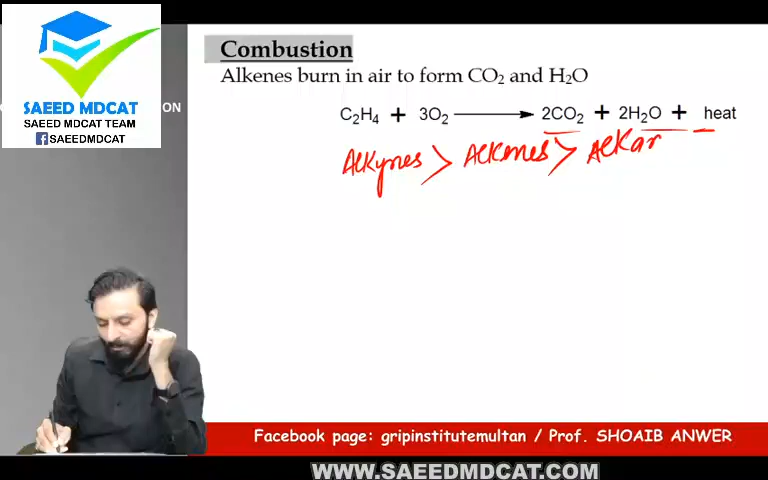 Combustion
Alkenes burn in air to form CO₂ and H₂O
C₂H₄ + 3O₂ ⟶ 2CO₂ + 2H₂O + heat
Alkynes > Alkenes > Alkan
SAEED MDCAT
SAEED MDCAT TEAM
SAEEDMDCAT
ON
Facebook page: gripinstitutemultan / Prof. SHOAIB ANWER
WWW.SAEEDMDCAT.COM